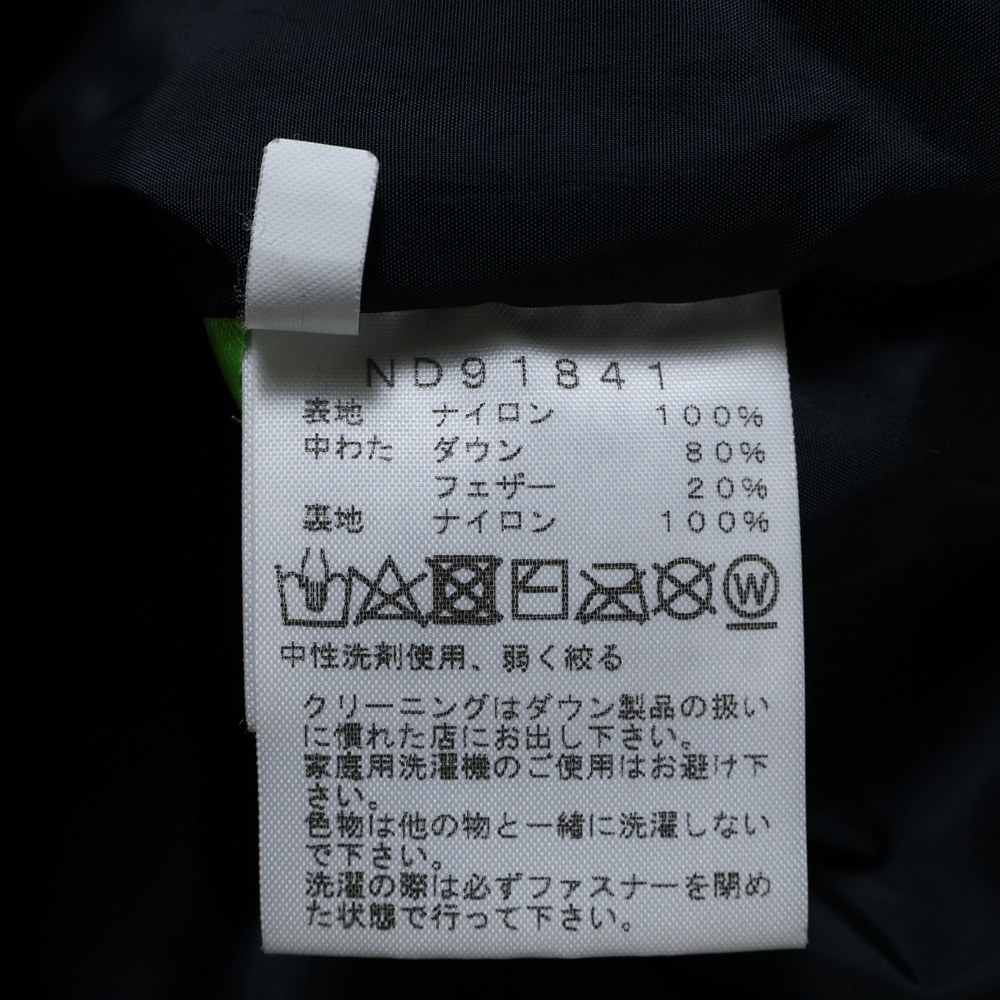 ND91841
表地 ナイロン 100%
中わた ダウン 80%
フェザー 20%
裏地 ナイロン 100%
W
中性洗剤使用、弱く絞る
クリーニングはダウン製品の扱い
に慣れた店にお出し下さい。
家庭用洗濯機のご使用はお避け下
さい。
色物は他の物と一緒に洗濯しない
で下さい。
洗濯の際は必ずファスナーを閉め
た状態で行って下さい。